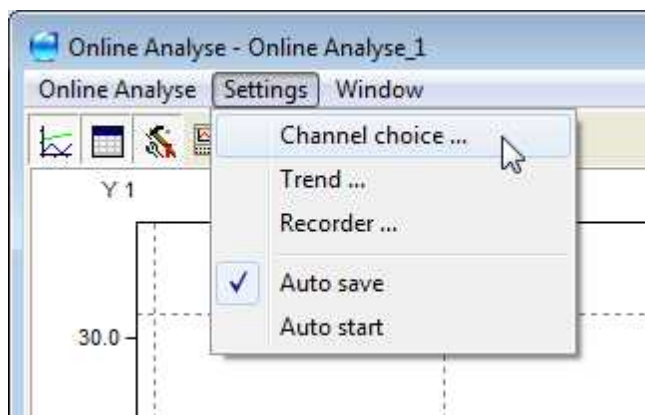 Online Analyse - Online Analyse_1
Online Analyse Settings Window
Channel choice ...
Trend ...
Recorder ...
Auto save
Auto start
Y 1
30.0